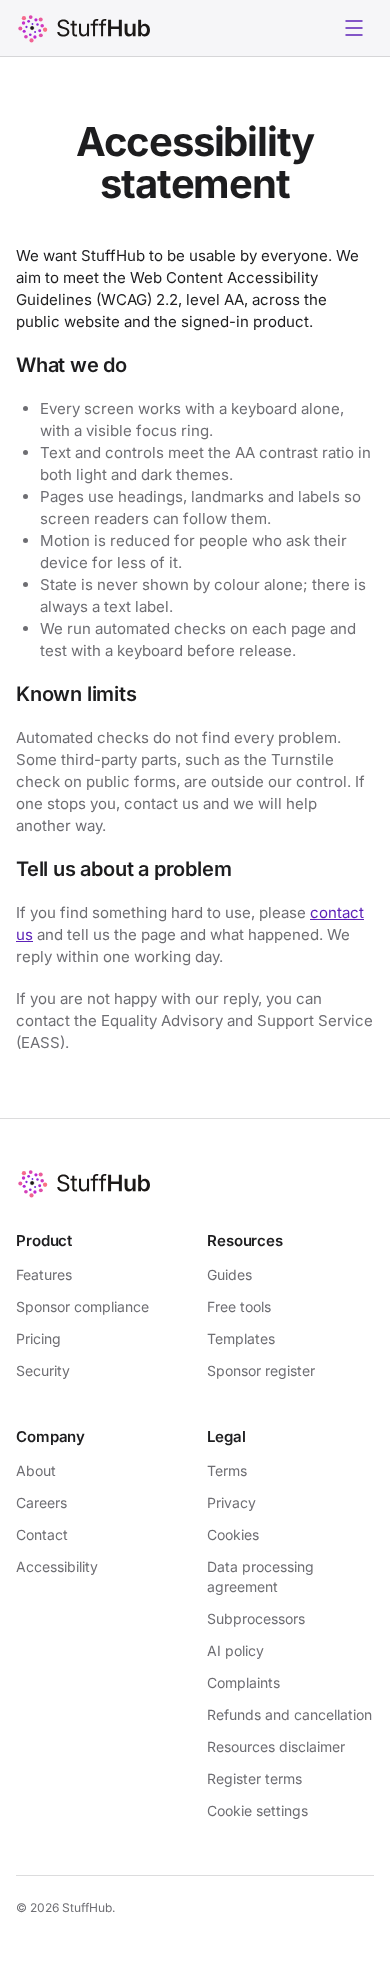 StuffHub
Accessibility
statement
We want StuffHub to be usable by everyone. We
aim to meet the Web Content Accessibility
Guidelines (WCAG) 2.2, level AA, across the
public website and the signed-in product.
What we do
• Every screen works with a keyboard alone,
with a visible focus ring.
• Text and controls meet the AA contrast ratio in
both light and dark themes.
• Pages use headings, landmarks and labels so
screen readers can follow them.
• Motion is reduced for people who ask their
device for less of it.
• State is never shown by colour alone; there is
always a text label.
• We run automated checks on each page and
test with a keyboard before release.
Known limits
Automated checks do not find every problem.
Some third-party parts, such as the Turnstile
check on public forms, are outside our control. If
one stops you, contact us and we will help
another way.
Tell us about a problem
If you find something hard to use, please contact
us and tell us the page and what happened. We
reply within one working day.
If you are not happy with our reply, you can
contact the Equality Advisory and Support Service
(EASS).
StuffHub
Product
Features
Sponsor compliance
Pricing
Security
Resources
Guides
Free tools
Templates
Sponsor register
Company
About
Careers
Contact
Accessibility
Legal
Terms
Privacy
Cookies
Data processing
agreement
Subprocessors
AI policy
Complaints
Refunds and cancellation
Resources disclaimer
Register terms
Cookie settings
© 2026 StuffHub.